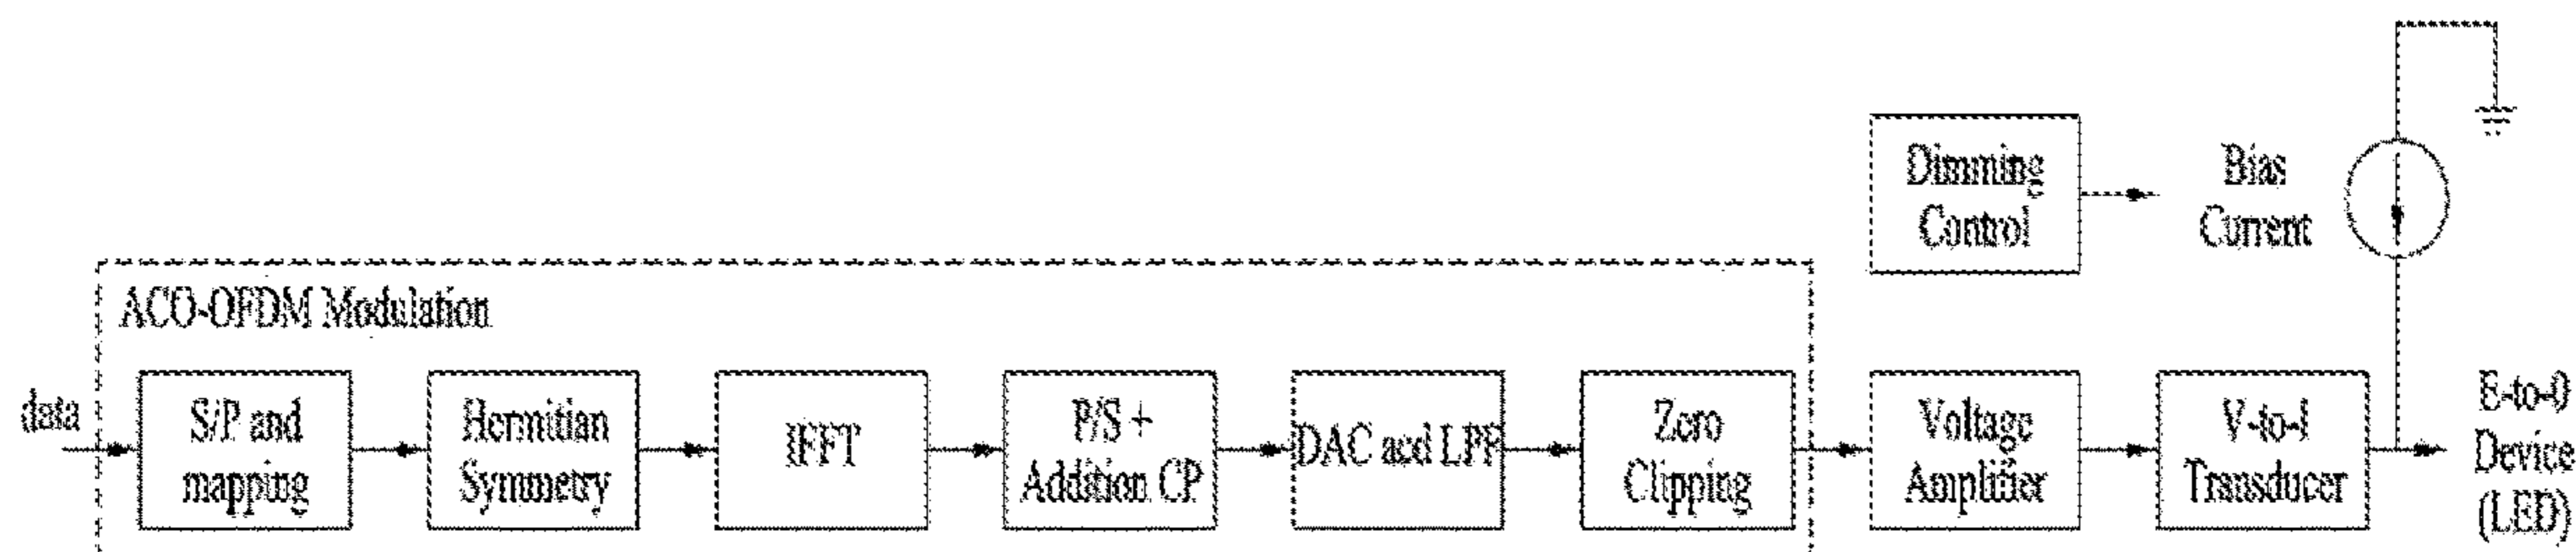 Dimming
Control
Bias
Current
ACO-OFDM Modulation
data
S/P and
mapping
Hermitian
Symmetry
IFFT
P/S +
Addition CP
DAC and LPF
Zero
Clipping
Voltage
Amplifier
V-to-I
Transducer
E-to-0
Device
(LED)